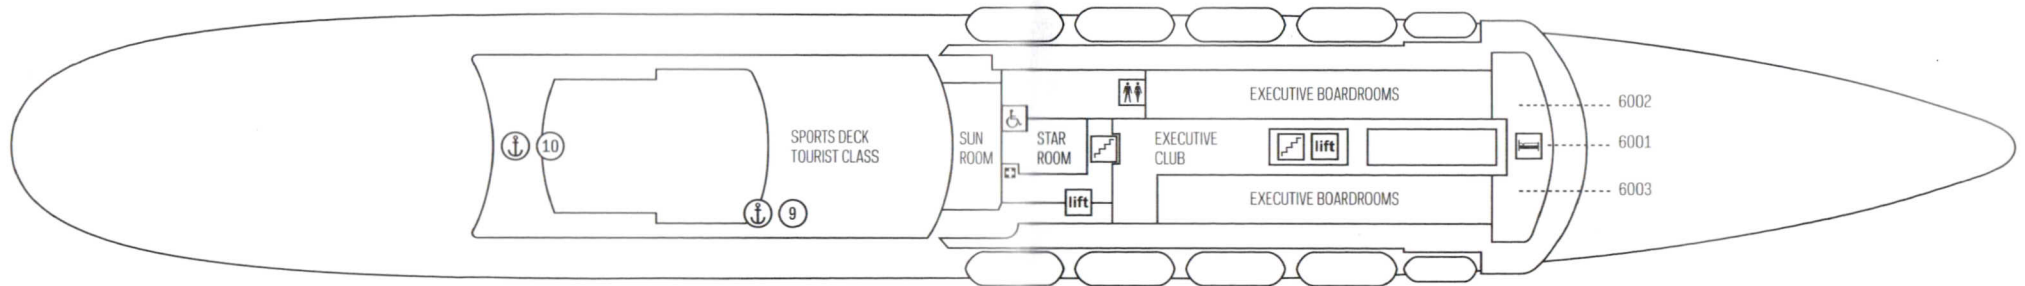 EXECUTIVE BOARDROOMS
6002
10
SPORTS DECK
TOURIST CLASS
SUN
ROOM
STAR
ROOM
EXECUTIVE
CLUB
lift
6001
6003
lift
EXECUTIVE BOARDROOMS
9